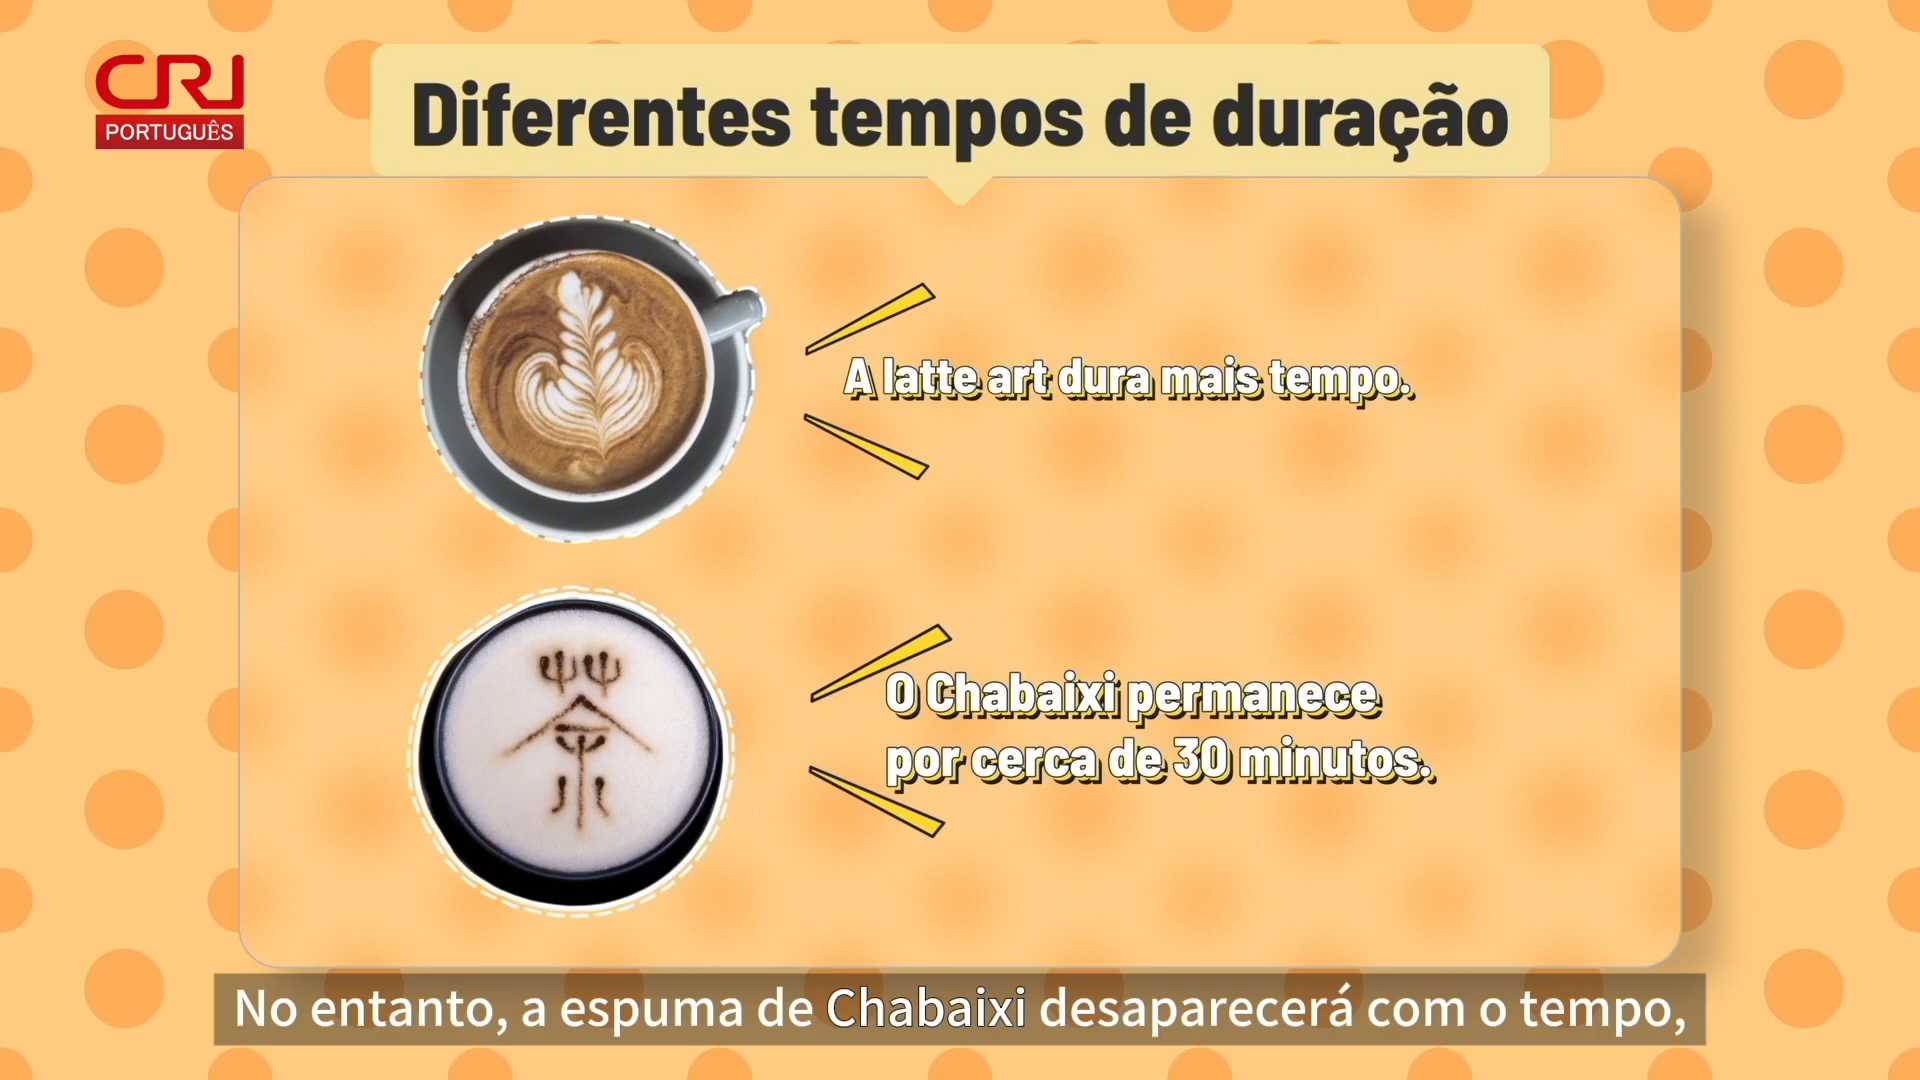 CRI
PORTUGUÊS
Diferentes tempos de duração
A latte art dura mais tempo.
茶
O Chabaixi permanece
por cerca de 30 minutos.
No entanto, a espuma de Chabaixi desaparecerá com o tempo,